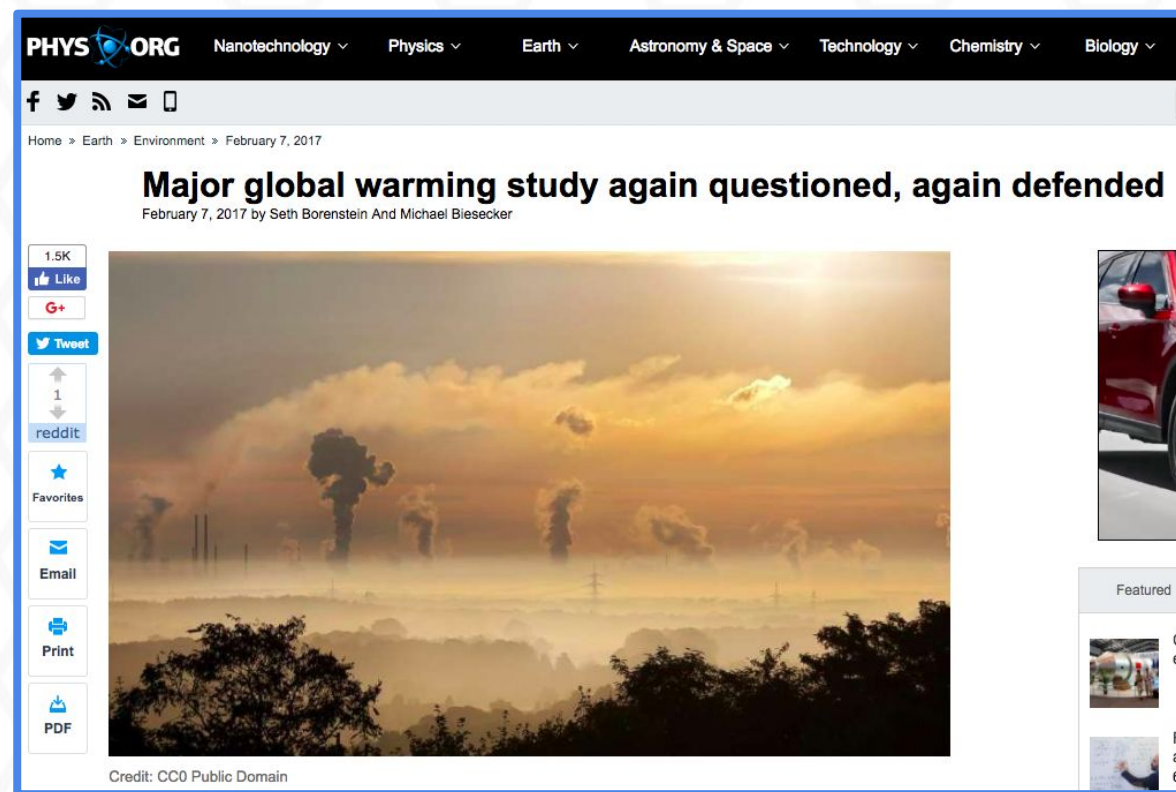 PHYS ORG Nanotechnology Physics Earth Astronomy & Space Technology Chemistry Biology
Home » Earth » Environment » February 7, 2017
Major global warming study again questioned, again defended
February 7, 2017 by Seth Borenstein And Michael Biesecker
1.5K
Like
G+
Tweet
1
reddit
Favorites
Email
Print
PDF
Featured
Credit: CC0 Public Domain